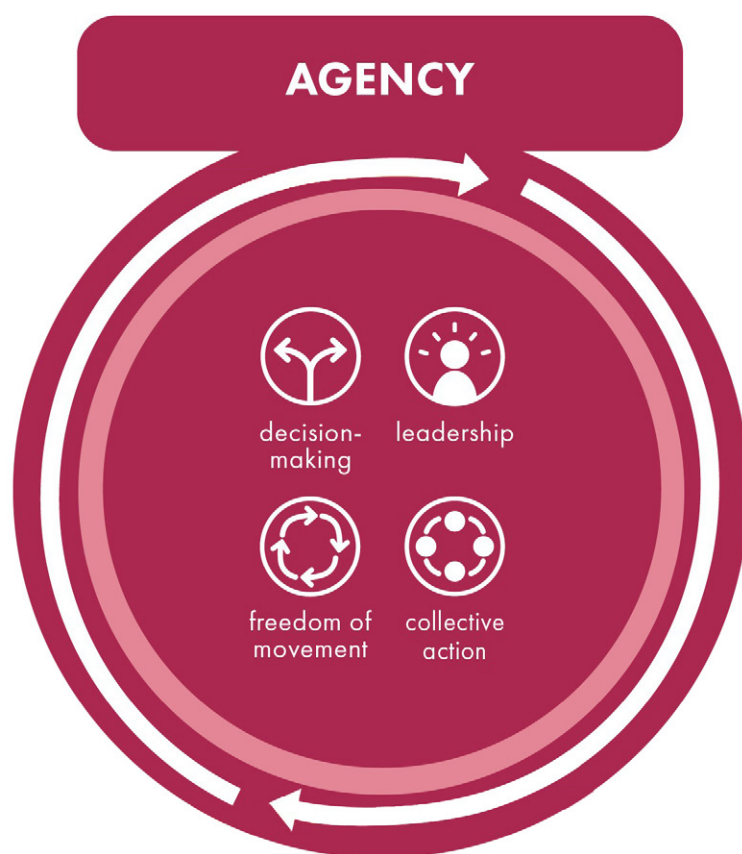 AGENCY
decision-
making
leadership
freedom of
movement
collective
action